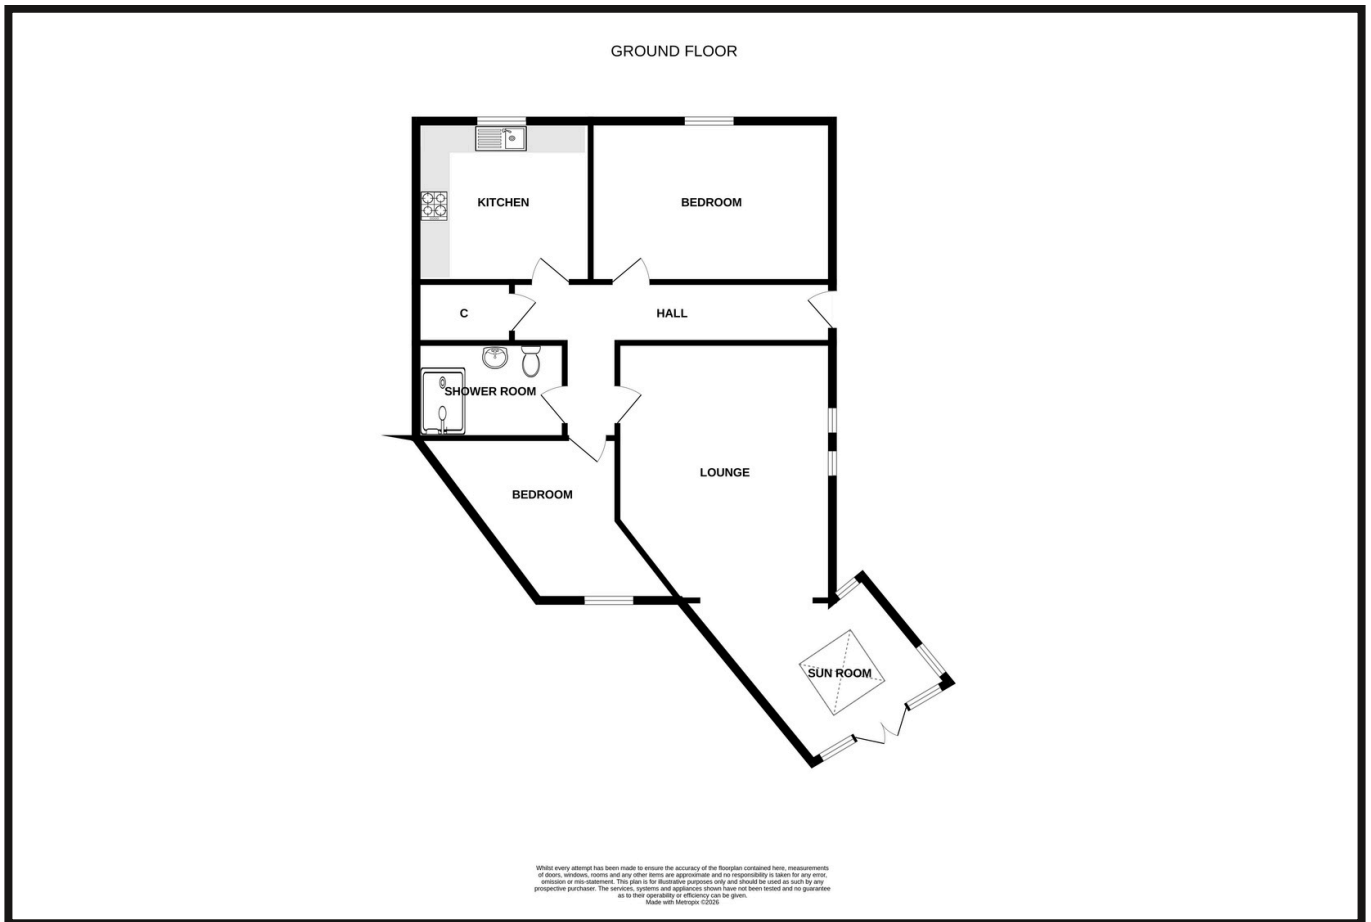 GROUND FLOOR
KITCHEN
BEDROOM
C
HALL
SHOWER ROOM
LOUNGE
BEDROOM
SUN ROOM
Whilst every attempt has been made to ensure the accuracy of the floorplan contained here, measurements
of doors, windows, rooms and any other items are approximate and no responsibility is taken for any error,
omission or mis-statement. This plan is for illustrative purposes only and should be used as such by any
prospective purchaser. The services, systems and appliances shown have not been tested and no guarantee
as to their operability or efficiency can be given.
Made with Metropix ©2026